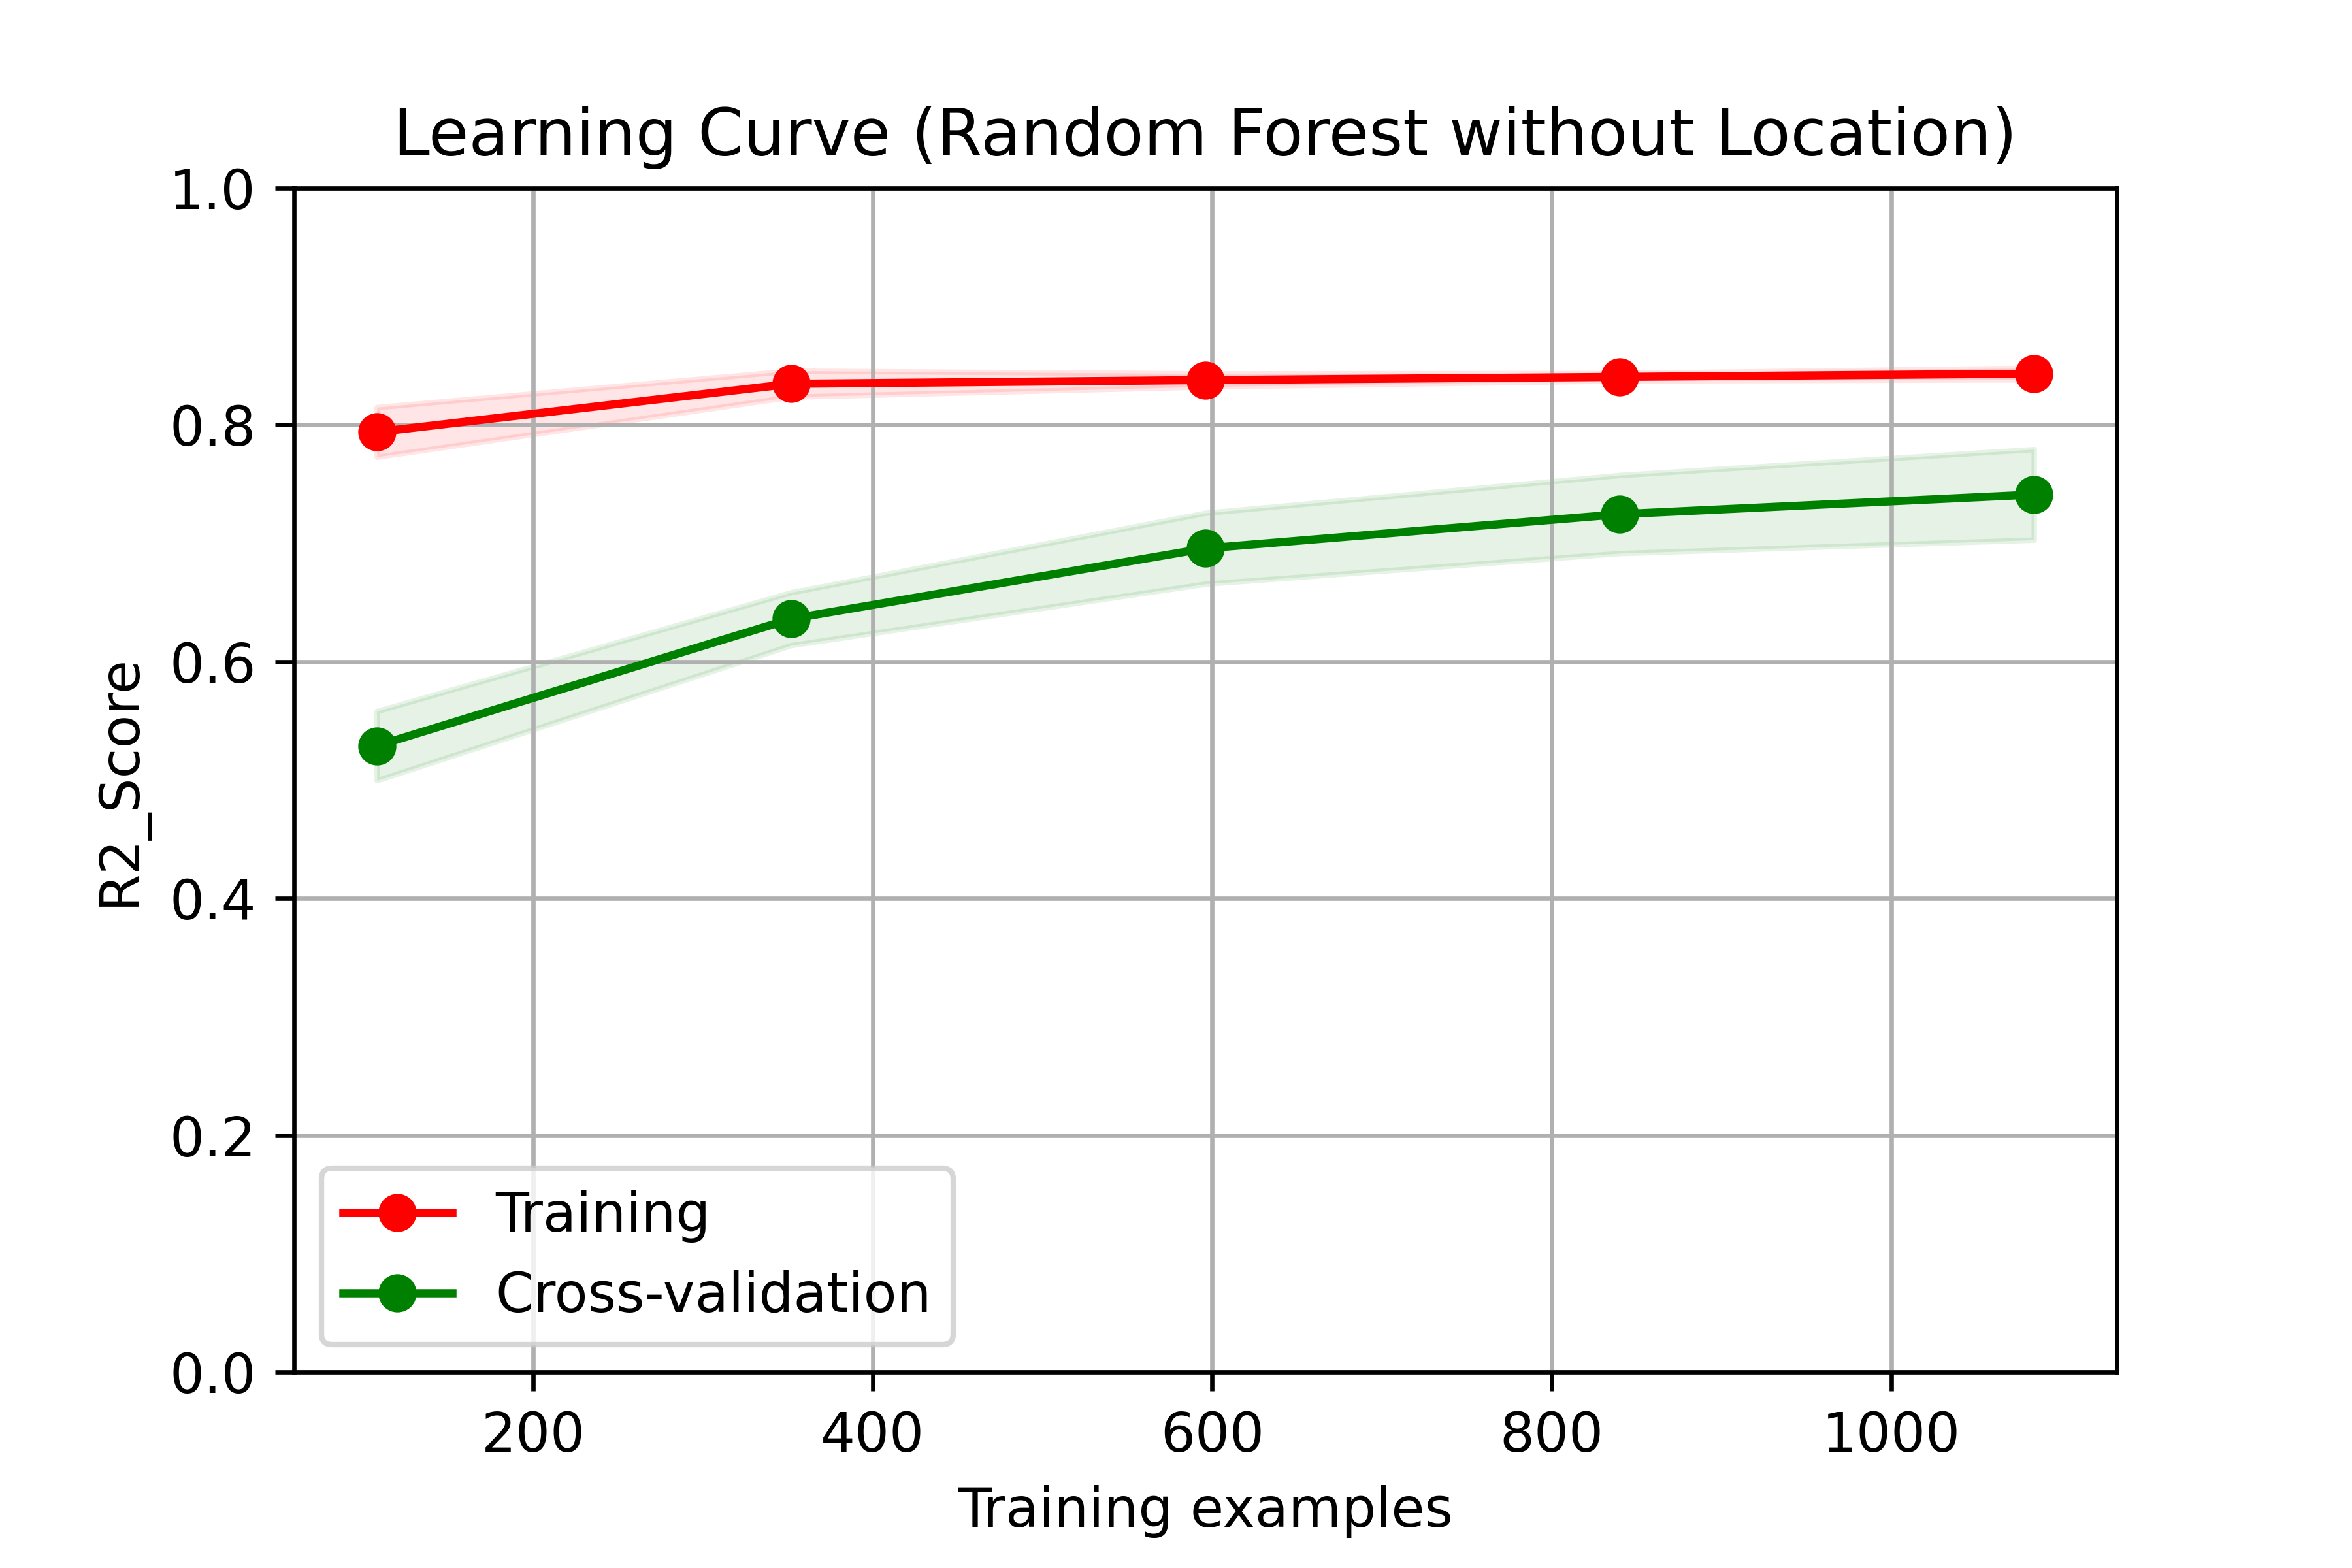 Learning Curve (Random Forest without Location)
1.0
0.8
0.6
0.4
0.2
0.0
R2_Score
Training
Cross-validation
200 400 600 800 1000
Training examples